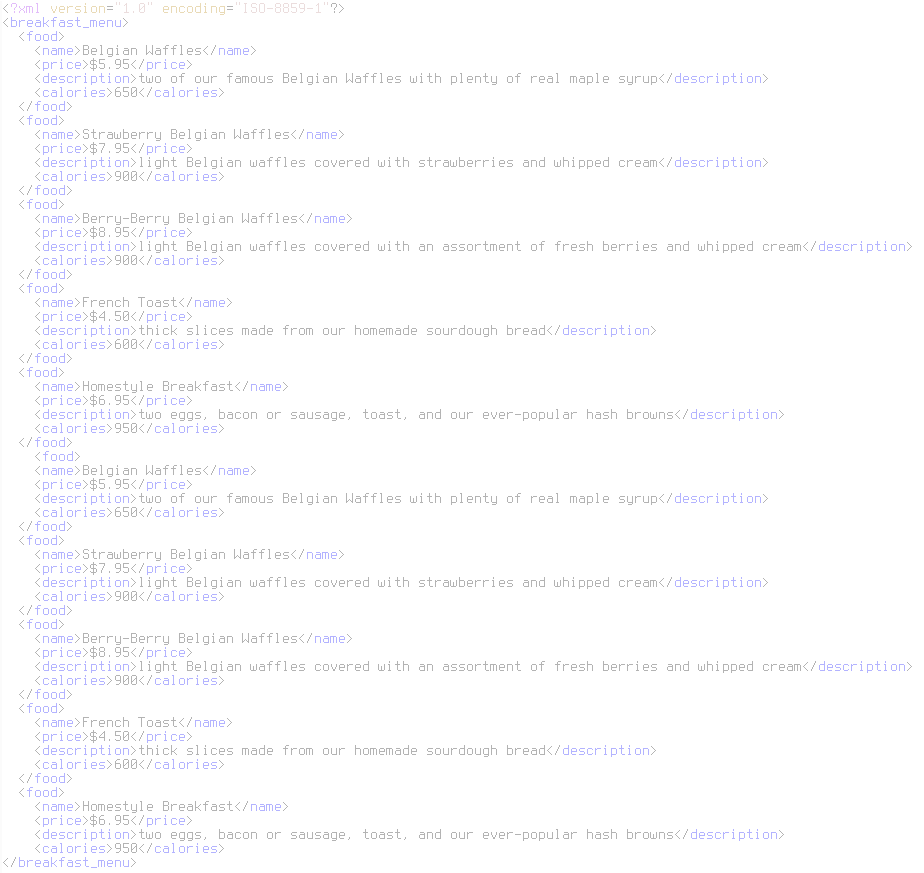 <?xml version="1.0" encoding="ISO-8859-1"?>
<breakfast_menu>
  <food>
    <name>Belgian Waffles</name>
    <price>$5.95</price>
    <description>two of our famous Belgian Waffles with plenty of real maple syrup</description>
    <calories>650</calories>
  </food>
  <food>
    <name>Strawberry Belgian Waffles</name>
    <price>$7.95</price>
    <description>light Belgian waffles covered with strawberries and whipped cream</description>
    <calories>900</calories>
  </food>
  <food>
    <name>Berry-Berry Belgian Waffles</name>
    <price>$8.95</price>
    <description>light Belgian waffles covered with an assortment of fresh berries and whipped cream</description>
    <calories>900</calories>
  </food>
  <food>
    <name>French Toast</name>
    <price>$4.50</price>
    <description>thick slices made from our homemade sourdough bread</description>
    <calories>600</calories>
  </food>
  <food>
    <name>Homestyle Breakfast</name>
    <price>$6.95</price>
    <description>two eggs, bacon or sausage, toast, and our ever-popular hash browns</description>
    <calories>950</calories>
  </food>
    <food>
    <name>Belgian Waffles</name>
    <price>$5.95</price>
    <description>two of our famous Belgian Waffles with plenty of real maple syrup</description>
    <calories>650</calories>
  </food>
  <food>
    <name>Strawberry Belgian Waffles</name>
    <price>$7.95</price>
    <description>light Belgian waffles covered with strawberries and whipped cream</description>
    <calories>900</calories>
  </food>
  <food>
    <name>Berry-Berry Belgian Waffles</name>
    <price>$8.95</price>
    <description>light Belgian waffles covered with an assortment of fresh berries and whipped cream</description>
    <calories>900</calories>
  </food>
  <food>
    <name>French Toast</name>
    <price>$4.50</price>
    <description>thick slices made from our homemade sourdough bread</description>
    <calories>600</calories>
  </food>
  <food>
    <name>Homestyle Breakfast</name>
    <price>$6.95</price>
    <description>two eggs, bacon or sausage, toast, and our ever-popular hash browns</description>
    <calories>950</calories>
</breakfast_menu>